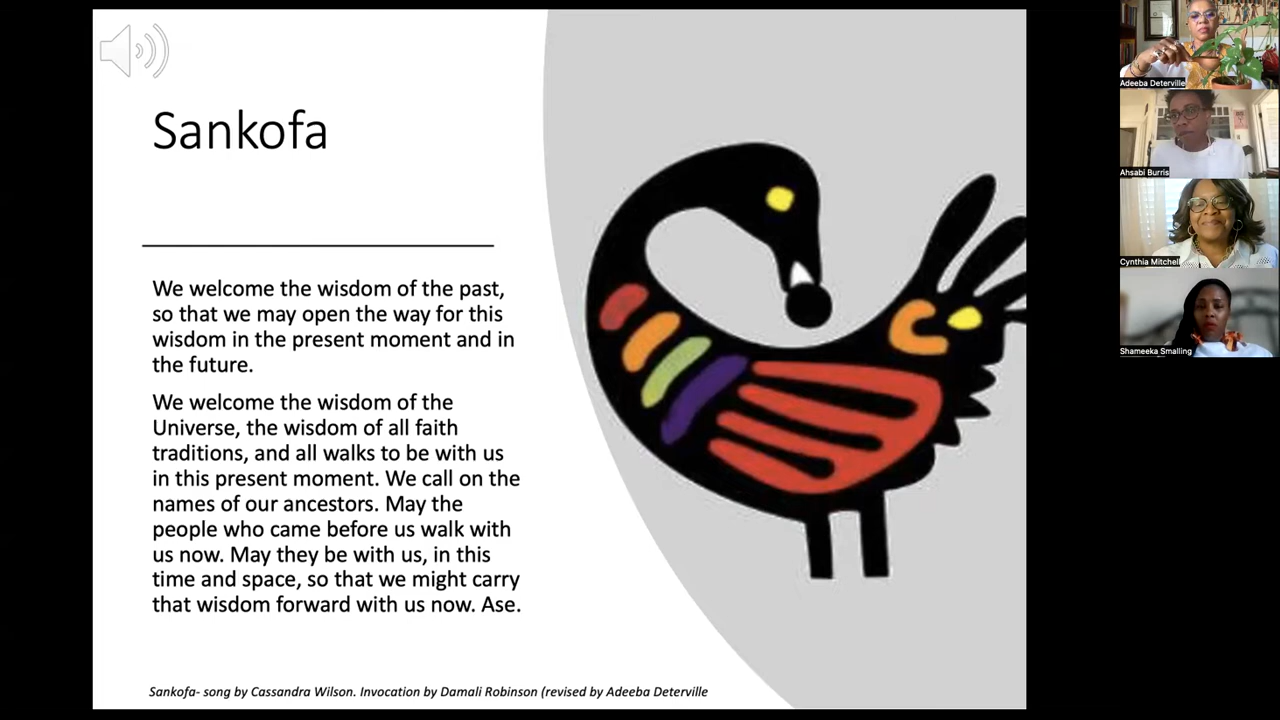 Sankofa
We welcome the wisdom of the past,
so that we may open the way for this
wisdom in the present moment and in
the future.
We welcome the wisdom of the
Universe, the wisdom of all faith
traditions, and all walks to be with us
in this present moment. We call on the
names of our ancestors. May the
people who came before us walk with
us now. May they be with us, in this
time and space, so that we might carry
that wisdom forward with us now. Ase.
Sankofa- song by Cassandra Wilson. Invocation by Damali Robinson (revised by Adeeba Deterville
Adeeba Deterville
Ahsabi Burris
Cynthia Mitchell
Shameeka Smalling